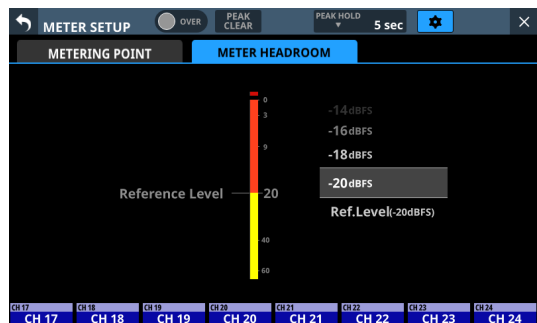 METER SETUP
OVER
PEAK
CLEAR
PEAK HOLD
5 sec
METERING POINT
METER HEADROOM
0
3
9
Reference Level
20
40
60
-14dBFS
-16dBFS
-18dBFS
-20dBFS
Ref.Level(-20dBFS)
CH 17 CH 18 CH 19 CH 20 CH 21 CH 22 CH 23 CH 24
CH 17 CH 18 CH 19 CH 20 CH 21 CH 22 CH 23 CH 24